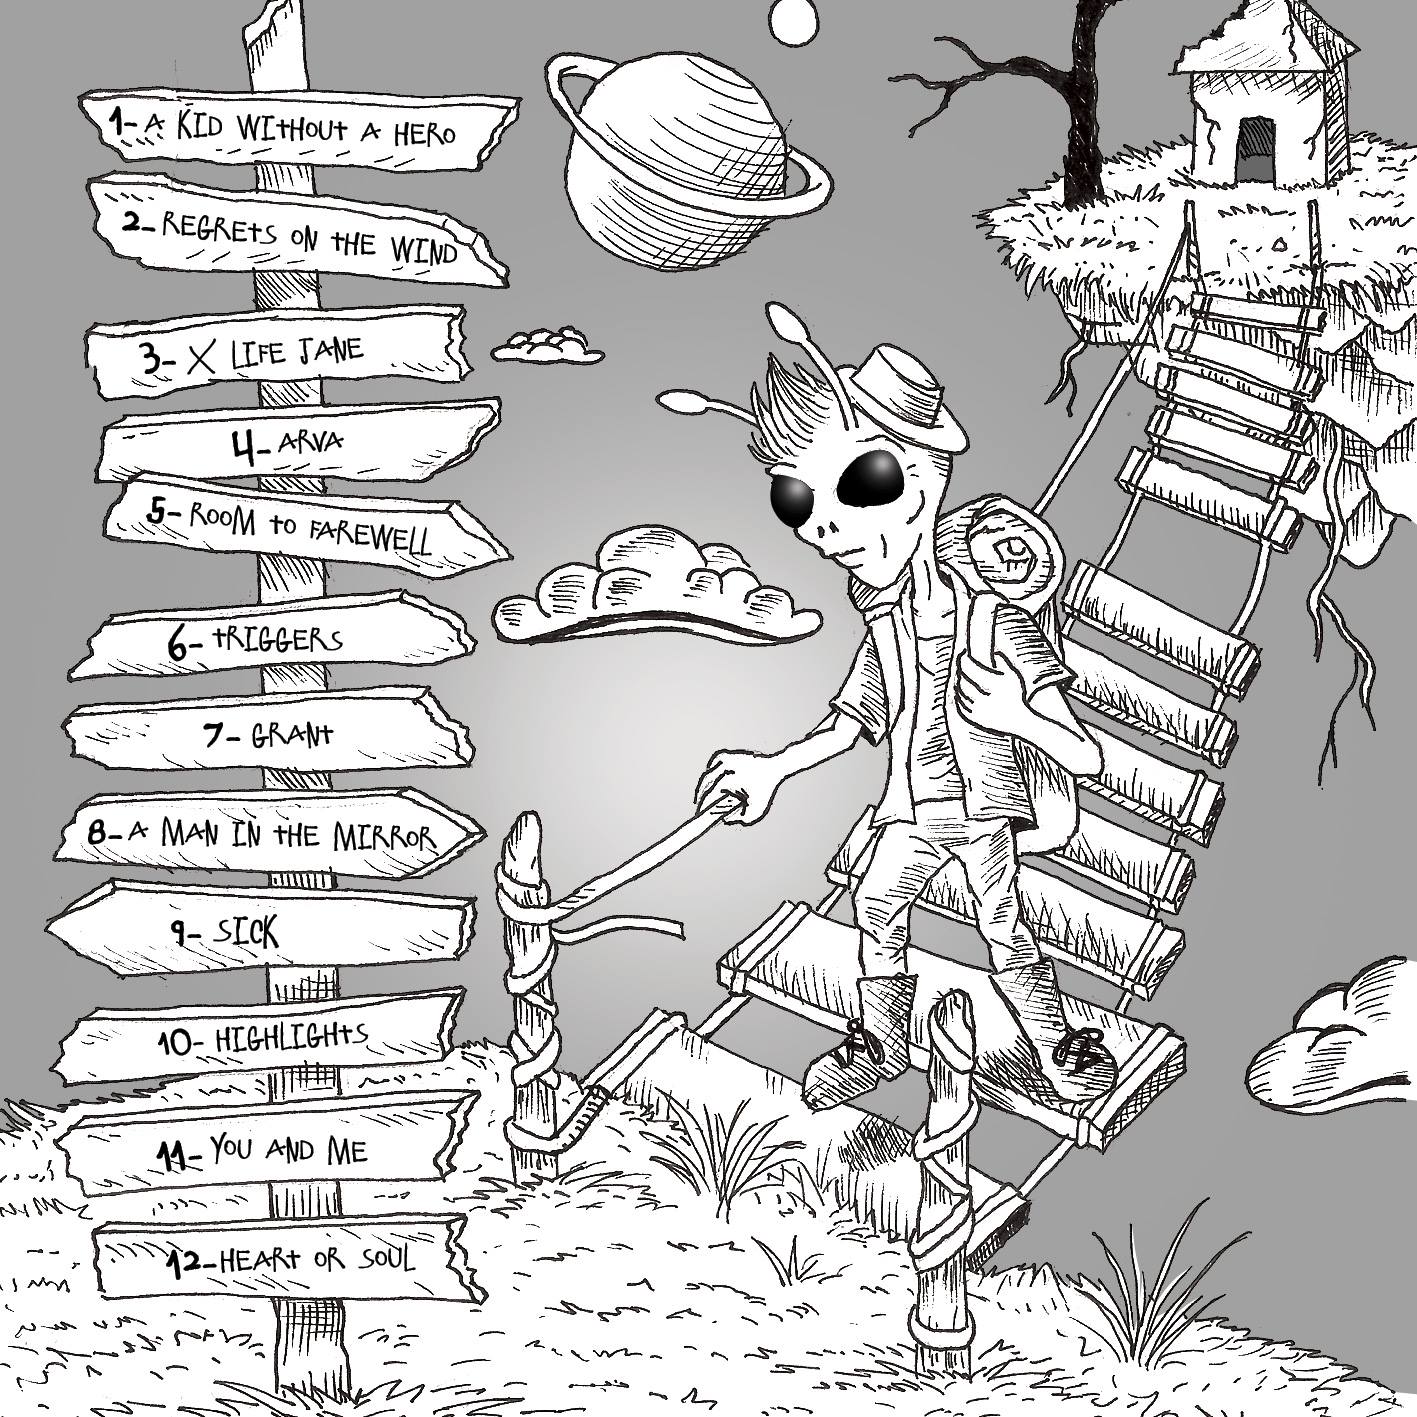 1- A KID WITHOUT A HERO
2- REGRETS ON THE WIND
3- X LIFE JANE
4- ARVA
5- ROOM TO FAREWELL
6- TRIGGERS
7- GRANT
8- A MAN IN THE MIRROR
9- SICK
10- HIGHLIGHTS
11- YOU AND ME
12- HEART OR SOUL